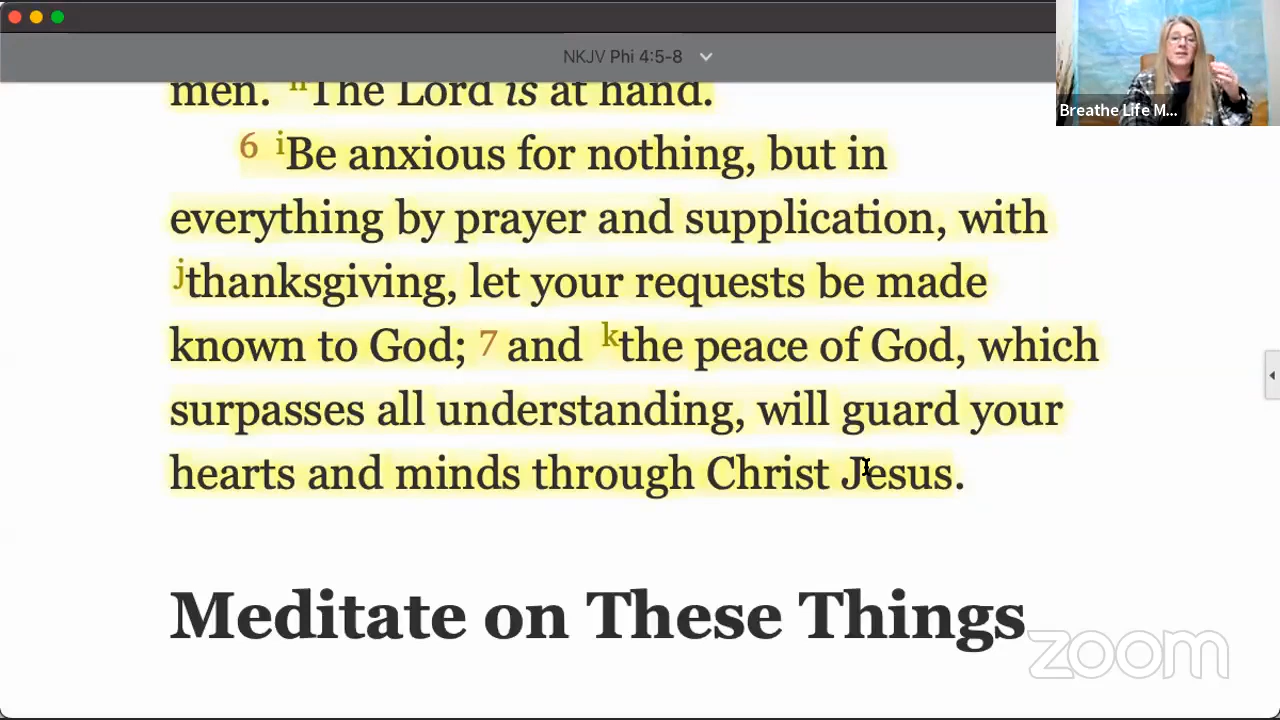 NKJV Phi 4:5-8
Breathe Life M...
men. hThe Lord is at hand.
6 iBe anxious for nothing, but in
everything by prayer and supplication, with
jthanksgiving, let your requests be made
known to God; 7 and kthe peace of God, which
surpasses all understanding, will guard your
hearts and minds through Christ Jesus.
Meditate on These Things
zoom